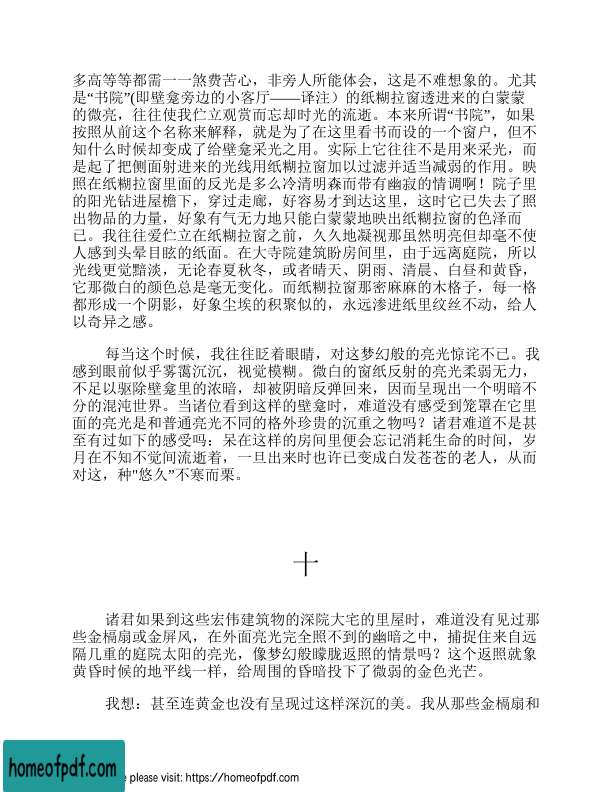 多高等等都需一一煞费苦心，非旁人所能体会，这是不难想象的。尤其
是“书院”(即壁龛旁边的小客厅——译注）的纸糊拉窗透进来的白蒙蒙
的微亮，往往使我伫立观赏而忘却时光的流逝。本来所谓“书院”，如果
按照从前这个名称来解释，就是为了在这里看书而设的一个窗户，但不
知什么时候却变成了给壁龛采光之用。实际上它往往不是用来采光，而
是起了把侧面射进来的光线用纸糊拉窗加以过滤并适当减弱的作用。映
照在纸糊拉窗里面的反光是多么冷清明森而带有幽寂的情调啊！院子里
的阳光钻进屋檐下，穿过走廊，好容易才到达这里，这时它已失去了照
出物品的力量，好象有气无力地只能白蒙蒙地映出纸糊拉窗的色泽而
已。我往往爱伫立在纸糊拉窗之前，久久地凝视那虽然明亮但却毫不使
人感到头晕目眩的纸面。在大寺院建筑盼房间里，由于远离庭院，所以
光线更觉黯淡，无论春夏秋冬，或者晴天、阴雨、清晨、白昼和黄昏，
它那微白的颜色总是毫无变化。而纸糊拉窗那密麻麻的木格子，每一格
都形成一个阴影，好象尘埃的积聚似的，永远渗进纸里纹丝不动，给人
以奇异之感。
每当这个时候，我往往眨着眼睛，对这梦幻般的亮光惊诧不已。我
感到眼前似乎雾霭沉沉，视觉模糊。微白的窗纸反射的亮光柔弱无力，
不足以驱除壁龛里的浓暗，却被阴暗反弹回来，因而呈现出一个明暗不
分的混沌世界。当诸位看到这样的壁龛时，难道没有感受到笼罩在它里
面的亮光是和普通亮光不同的格外珍贵的沉重之物吗？诸君难道不是甚
至有过如下的感受吗：呆在这样的房间里便会忘记消耗生命的时间，岁
月在不知不觉间流逝着，一旦出来时也许已变成白发苍苍的老人，从而
对这，种"悠久”不寒而栗。
十
诸君如果到这些宏伟建筑物的深院大宅的里屋时，难道没有见过那
些金槅扇或金屏风，在外面亮光完全照不到的幽暗之中，捕捉住来自远
隔几重的庭院太阳的亮光，像梦幻般矇胧返照的情景吗？这个返照就象
黄昏时候的地平线一样，给周围的昏暗投下了微弱的金色光芒。
我想：甚至连黄金也没有呈现过这样深沉的美。我从那些金槅扇和
homeofpdf.com
e please visit: https://homeofpdf.com